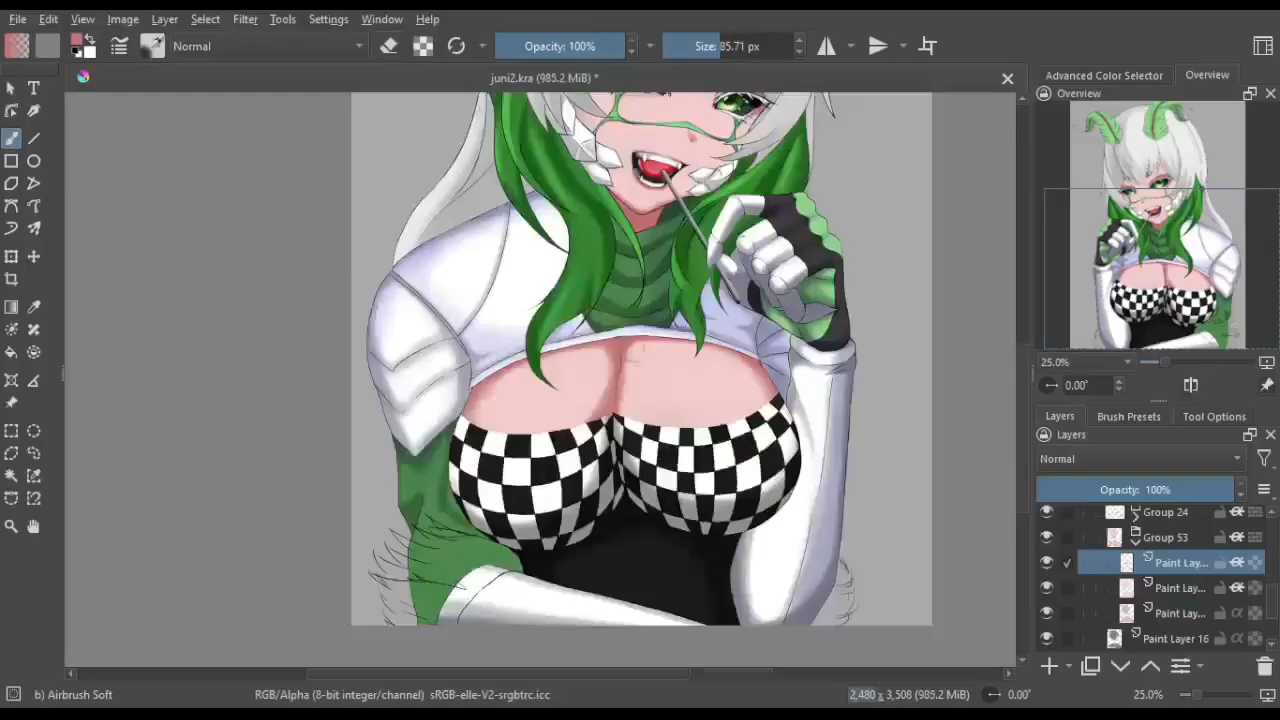 File Edit View Image Layer Select Filter Tools Settings Window Help
Normal Opacity: 100% Size: 85.71 px
juni2.kra (985.2 MiB) *
Advanced Color Selector Overview
Overview
25.0%
0.00°
Layers Brush Presets Tool Options
Layers
Normal
Opacity: 100%
Group 24
Group 53
Paint Lay...
Paint Lay...
Paint Lay...
Paint Layer 16
b) Airbrush Soft RGB/Alpha (8-bit integer/channel) sRGB-elle-V2-srgbtrc.icc 2,480 x 3,508 (985.2 MiB) 0.00° 25.0%